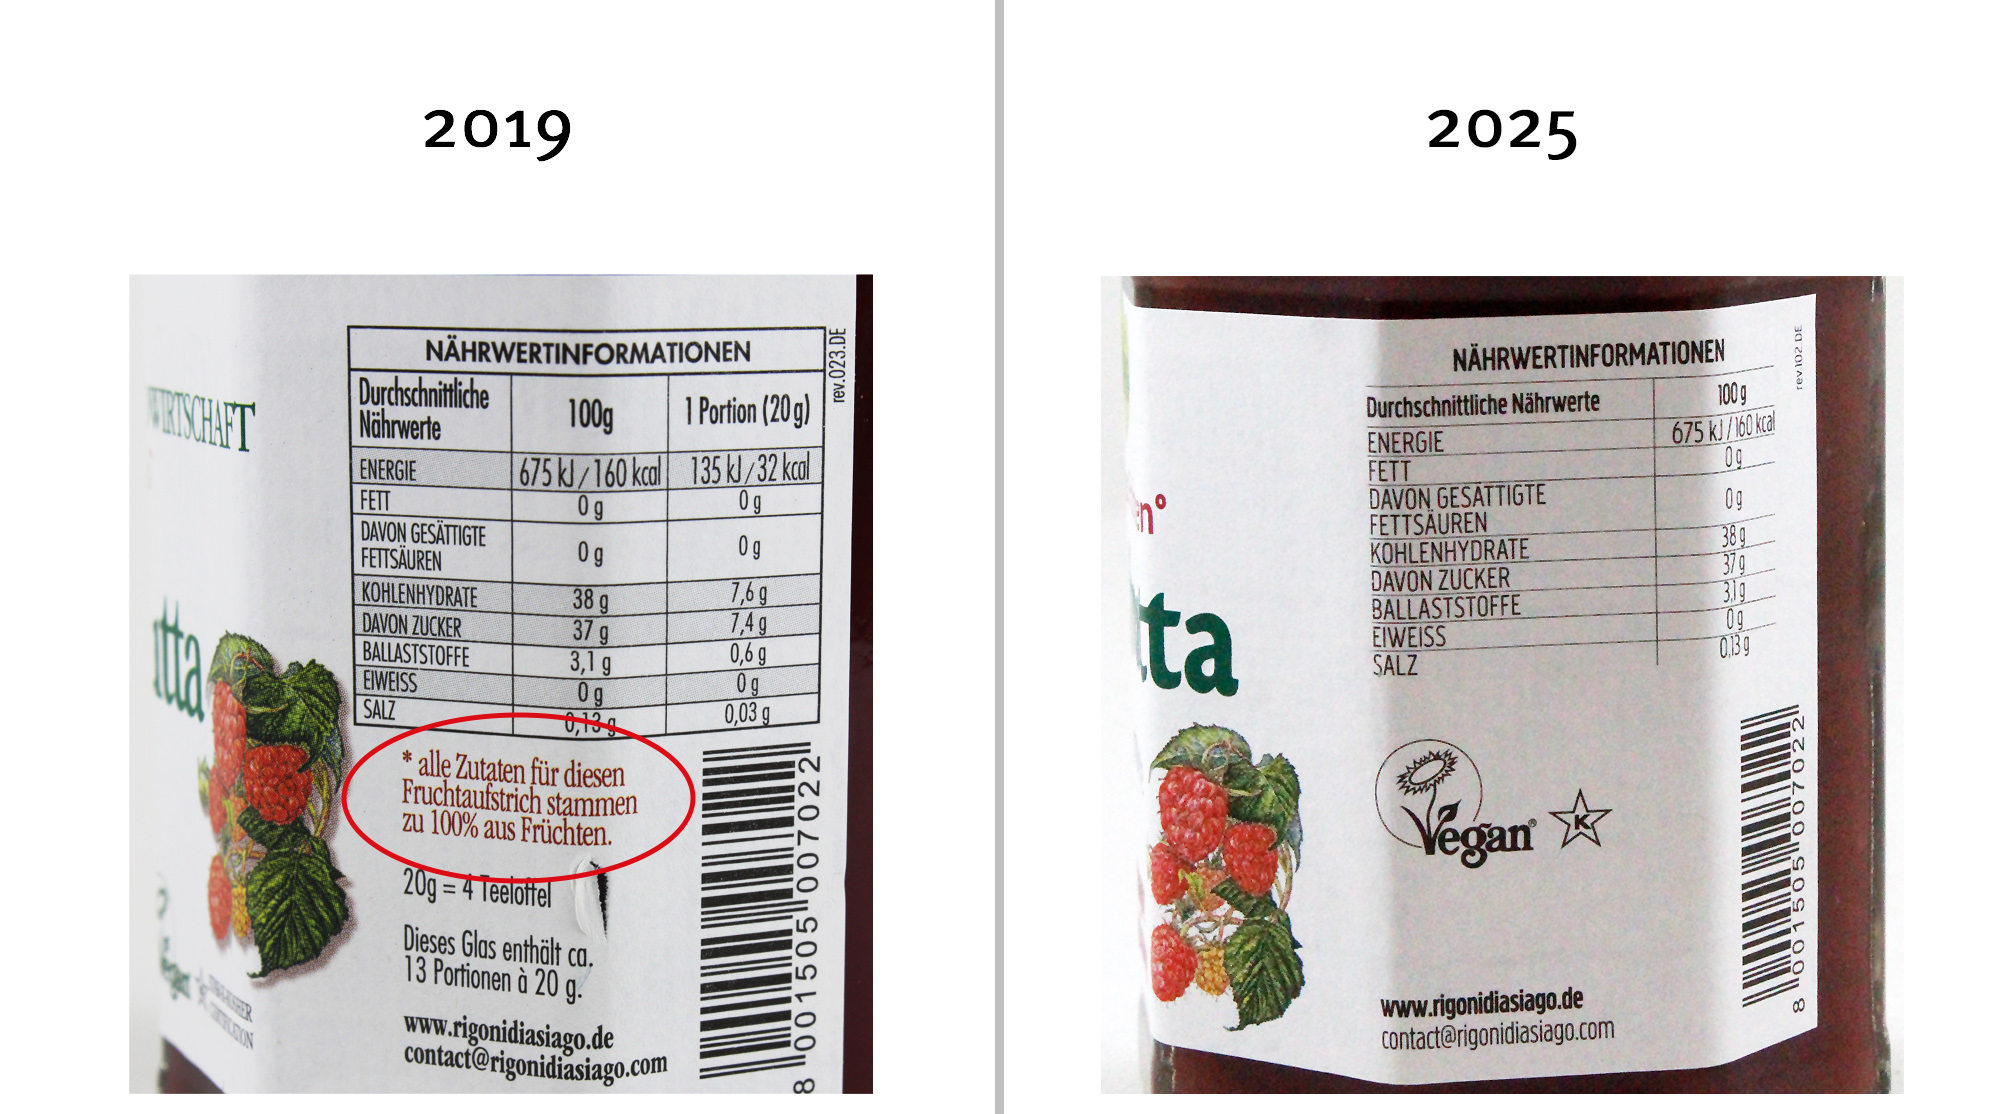 2019
WIRTSCHAFT
itta
NÄHRWERTINFORMATIONEN
Durchschnittliche Nährwerte 100g 1 Portion (20 g)
ENERGIE 675 kJ / 160 kcal 135 kJ / 32 kcal
FETT 0 g 0 g
DAVON GESÄTTIGTE FETTSÄUREN 0 g 0 g
KOHLENHYDRATE 38 g 7,6 g
DAVON ZUCKER 37 g 7,4 g
BALLASTSTOFFE 3,1 g 0,6 g
EIWEISS 0 g 0 g
SALZ 0,13 g 0,03 g
rev.023.DE
* alle Zutaten für diesen
Fruchtaufstrich stammen
zu 100% aus Früchten.
20g = 4 Teelöffel
Dieses Glas enthält ca.
13 Portionen à 20 g.
www.rigonidiasiago.de
contact@rigonidiasiago.com
8 001505 007022
2025
en°
tta
NÄHRWERTINFORMATIONEN
Durchschnittliche Nährwerte 100 g
ENERGIE 675 kJ / 160 kcal
FETT 0 g
DAVON GESÄTTIGTE FETTSÄUREN 0 g
KOHLENHYDRATE 38 g
DAVON ZUCKER 37 g
BALLASTSTOFFE 3,1 g
EIWEISS 0 g
SALZ 0,13 g
rev.102 DE
Vegan®
K
www.rigonidiasiago.de
contact@rigonidiasiago.com
8 001505 007022